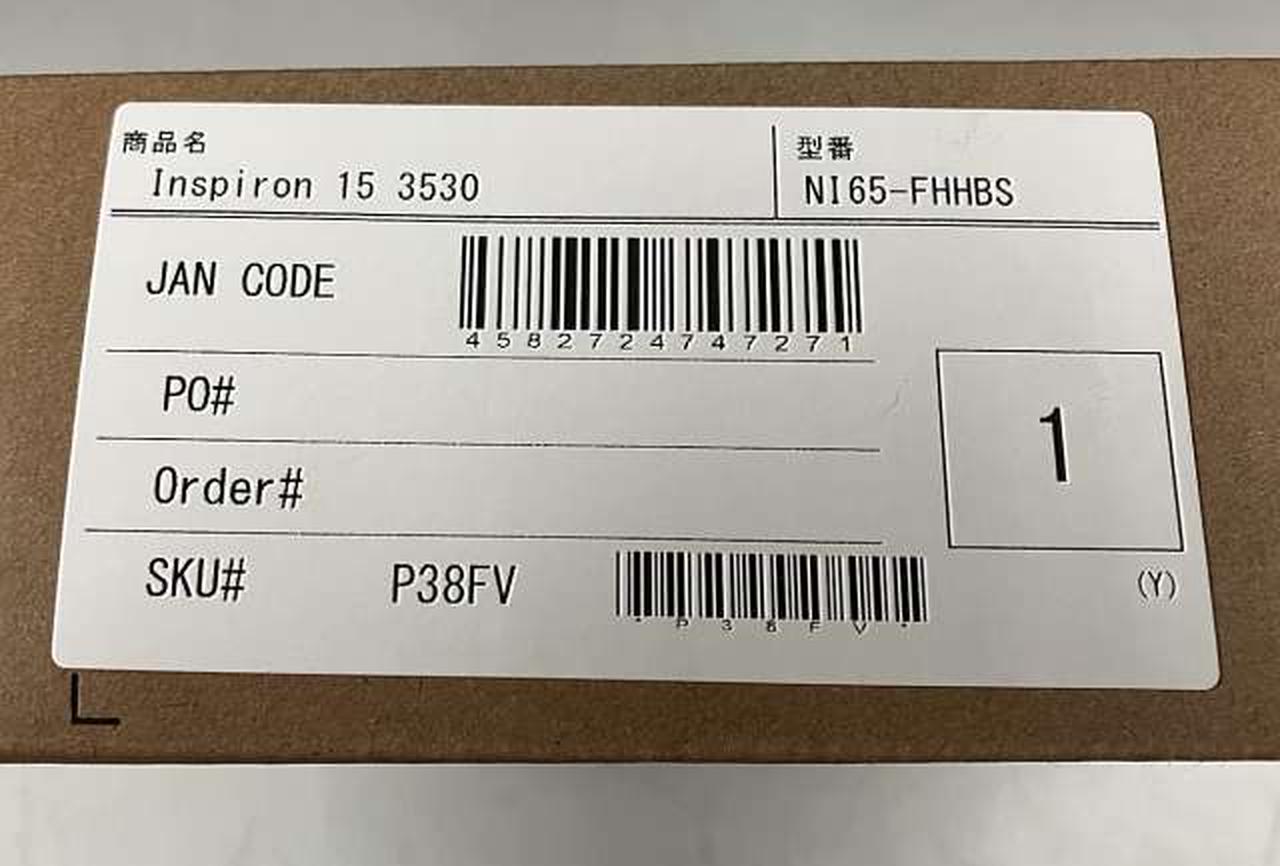 商品名
Inspiron 15 3530
型番
NI65-FHHBS
JAN CODE
4582724747271
PO#
Order#
1
SKU# P38FV
*P38FV*
(Y)